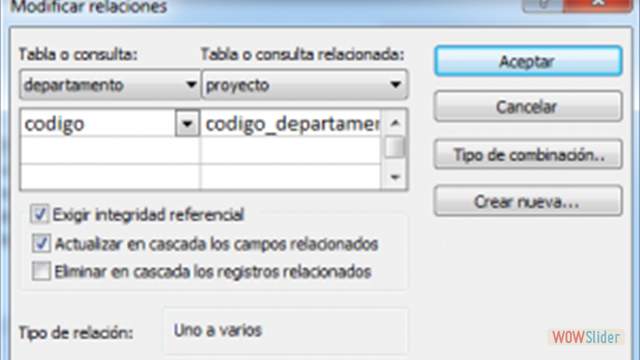 Modificar relaciones
Tabla o consulta: Tabla o consulta relacionada:
departamento proyecto
Aceptar
codigo codigo_departamer
Cancelar
Tipo de combinación..
Crear nueva...
Exigir integridad referencial
Actualizar en cascada los campos relacionados
Eliminar en cascada los registros relacionados
Tipo de relación: Uno a varios
WOWSlider